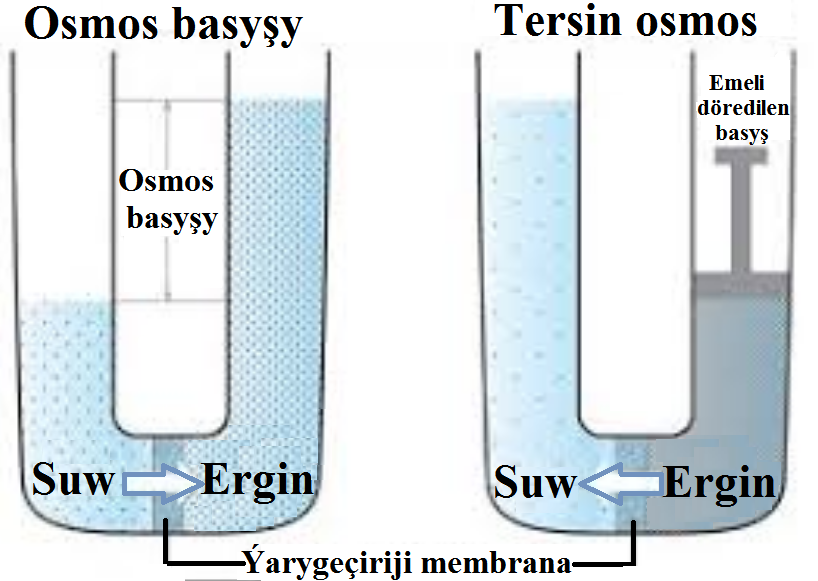 Osmos basyşy
Tersin osmos
Osmos
basyşy
Emeli
döredilen
basyş
Suw
Ergin
Suw
Ergin
Ýarygeçiriji membrana